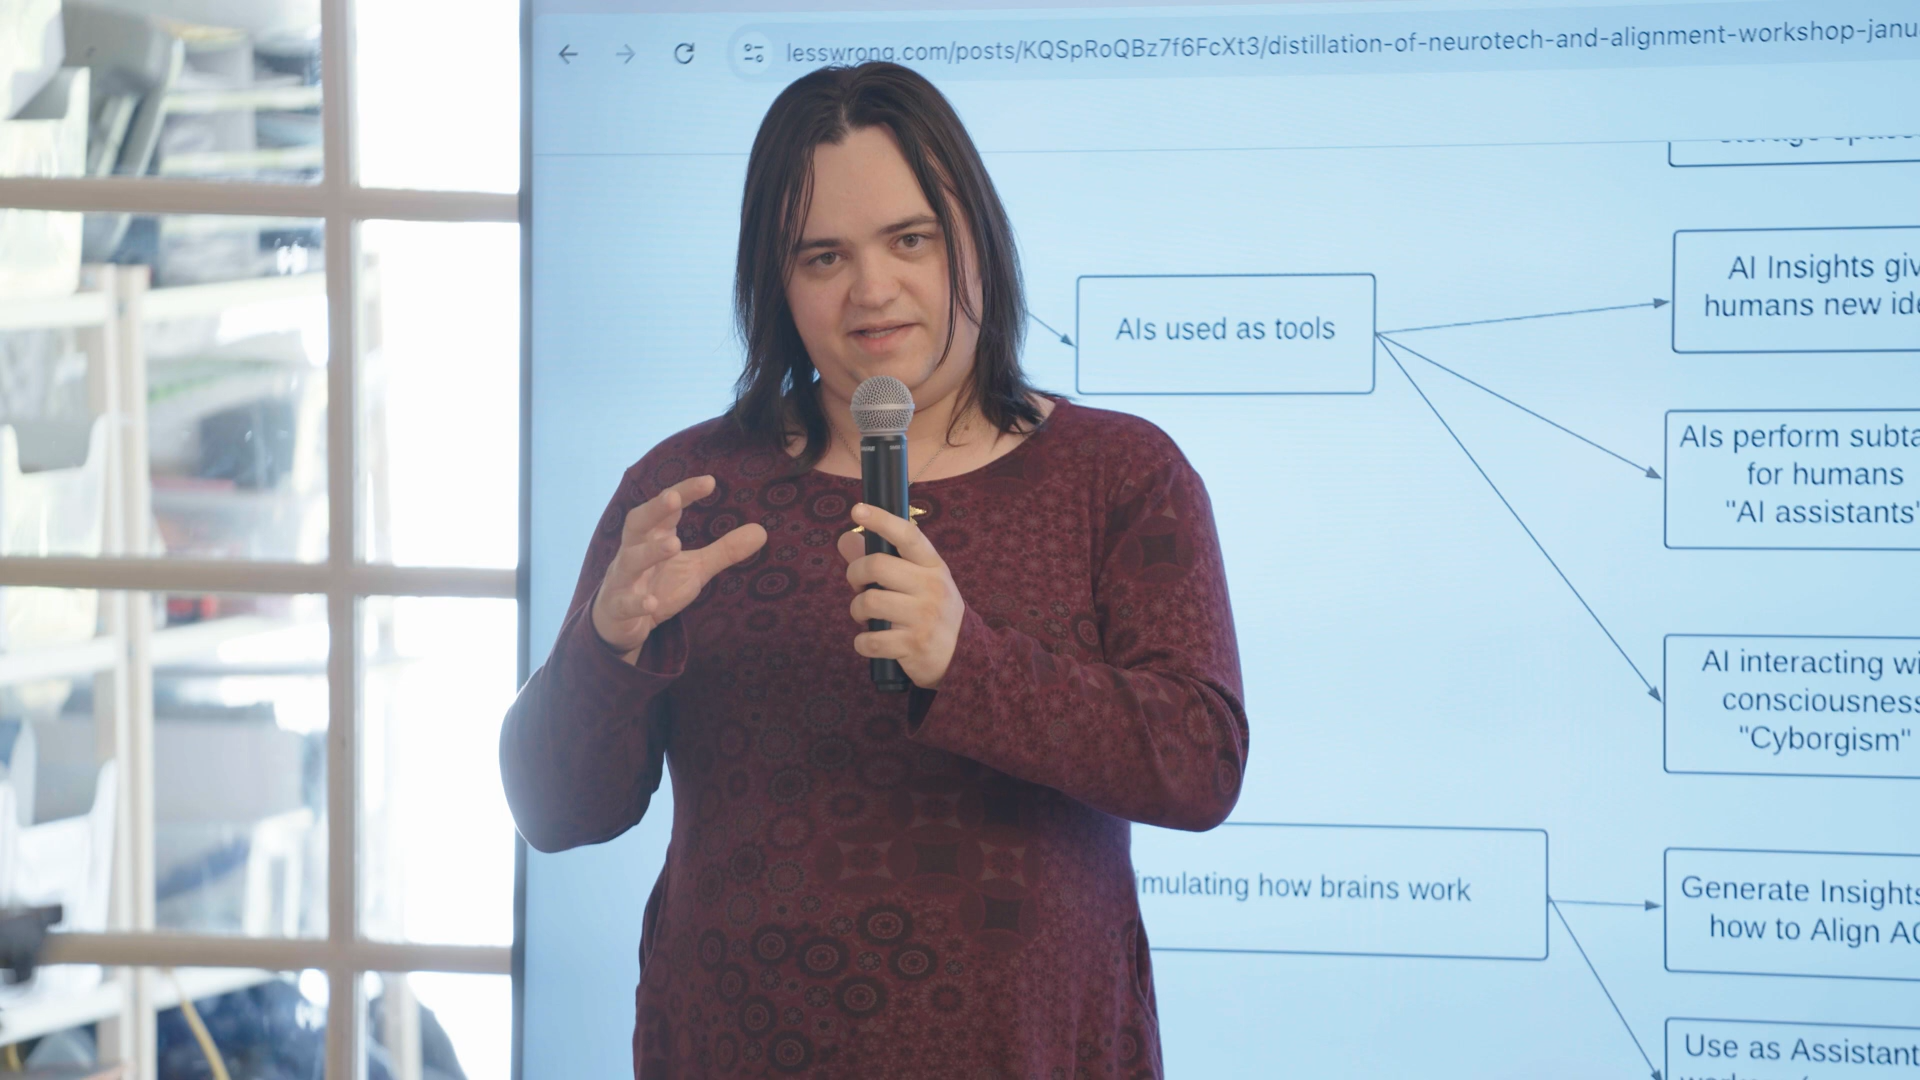 lesswrong.com/posts/KQSpRoQBz7f6FcXt3/distillation-of-neurotech-and-alignment-workshop-janu
AIs used as tools
AI Insights giv
humans new ide
AIs perform subta
for humans
"AI assistants"
AI interacting wi
consciousness
"Cyborgism"
imulating how brains work
Generate Insights
how to Align AG
Use as Assistant